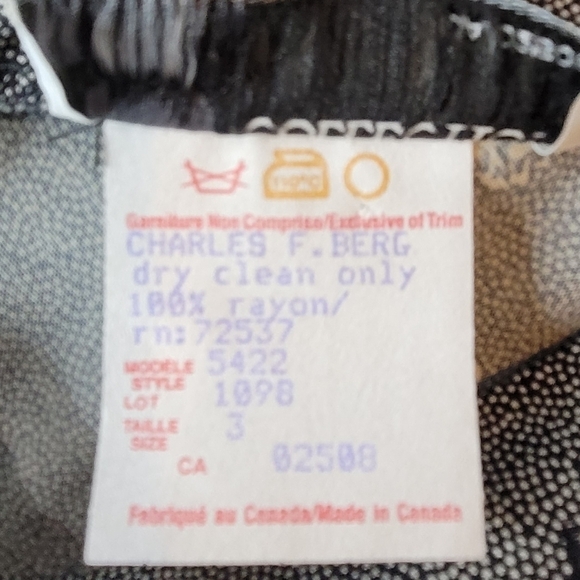 Garniture Non Comprise/Exclusive of Trim
CHARLES F.BERG
dry clean only
100% rayon/
rn:72537
MODÈLE 5422
STYLE
LOT 1098
TAILLE 3
SIZE
CA 02508
Fabriqué au Canada/Made in Canada